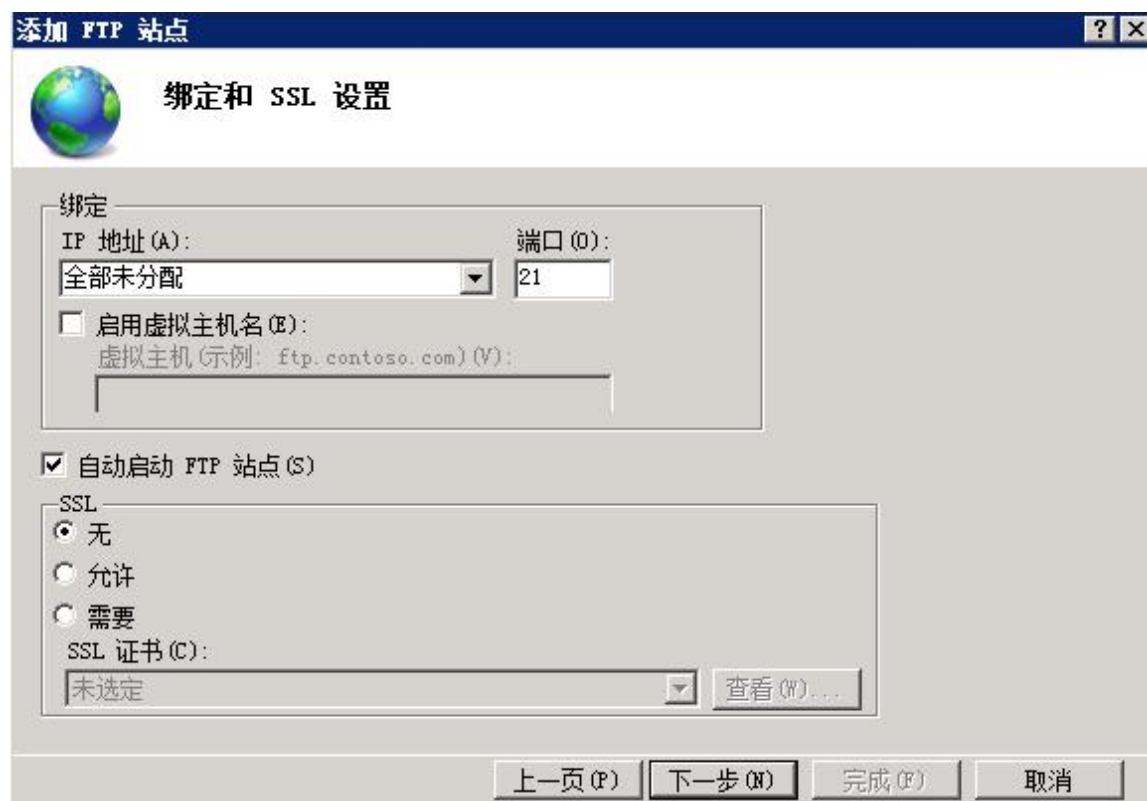 添加 FTP 站点
绑定和 SSL 设置
绑定
IP 地址(A): 端口(O):
全部未分配 21
启用虚拟主机名(E):
虚拟主机(示例: ftp.contoso.com)(V):
自动启动 FTP 站点(S)
SSL
无
允许
需要
SSL 证书(C):
未选定 查看(W)...
上一页(P) 下一步(N) 完成(F) 取消